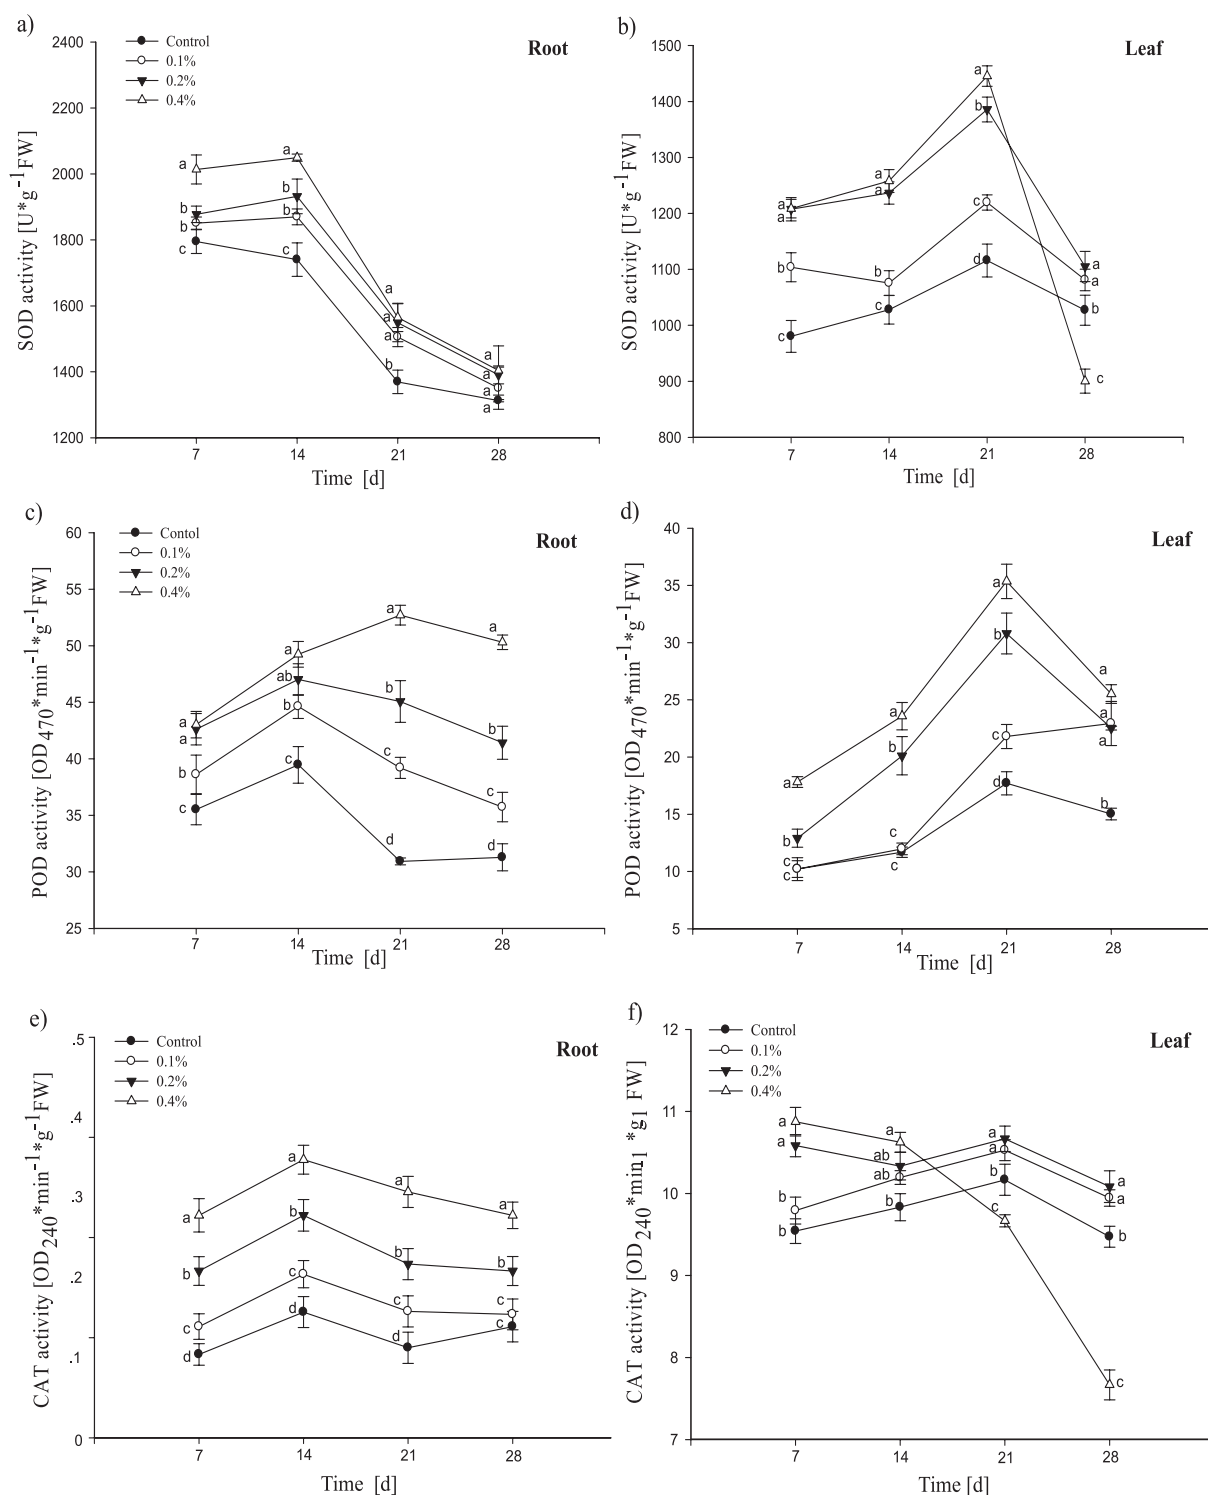 a)
2400
2200
2000
1800
1600
1400
1200
SOD activity [U*g-1FW]
Control
0.1%
0.2%
0.4%
Root
a
b
b
c
a
b
b
c
a
a
a
b
a
a
a
a
7
14
21
28
Time [d]
b)
1500
1400
1300
1200
1100
1000
900
800
SOD activity [U*g-1FW]
Leaf
a
a
b
c
a
a
b
c
a
b
c
d
a
a
b
c
7
14
21
28
Time [d]
c)
60
55
50
45
40
35
30
25
POD activity [OD470*min-1*g-1FW]
Contol
0.1%
0.2%
0.4%
Root
a
a
b
c
a
ab
b
c
a
b
c
d
a
b
c
d
7
14
21
28
Time [d]
d)
40
35
30
25
20
15
10
5
POD activity [OD470*min-1*g-1FW]
Leaf
a
b
c
c
a
b
c
c
a
b
c
d
a
a
a
b
7
14
21
28
Time [d]
e)
.5
.4
.3
.2
.1
0
CAT activity [OD240*min-1*g-1FW]
Control
0.1%
0.2%
0.4%
Root
a
b
c
d
a
b
c
d
a
b
c
d
a
b
c
c
7
14
21
28
Time [d]
f)
12
11
10
9
8
7
CAT activity [OD240*min-1 *g1 FW]
Control
0.1%
0.2%
0.4%
Leaf
a
a
b
b
a
ab
ab
b
a
a
b
c
a
a
b
c
7
14
21
28
Time [d]